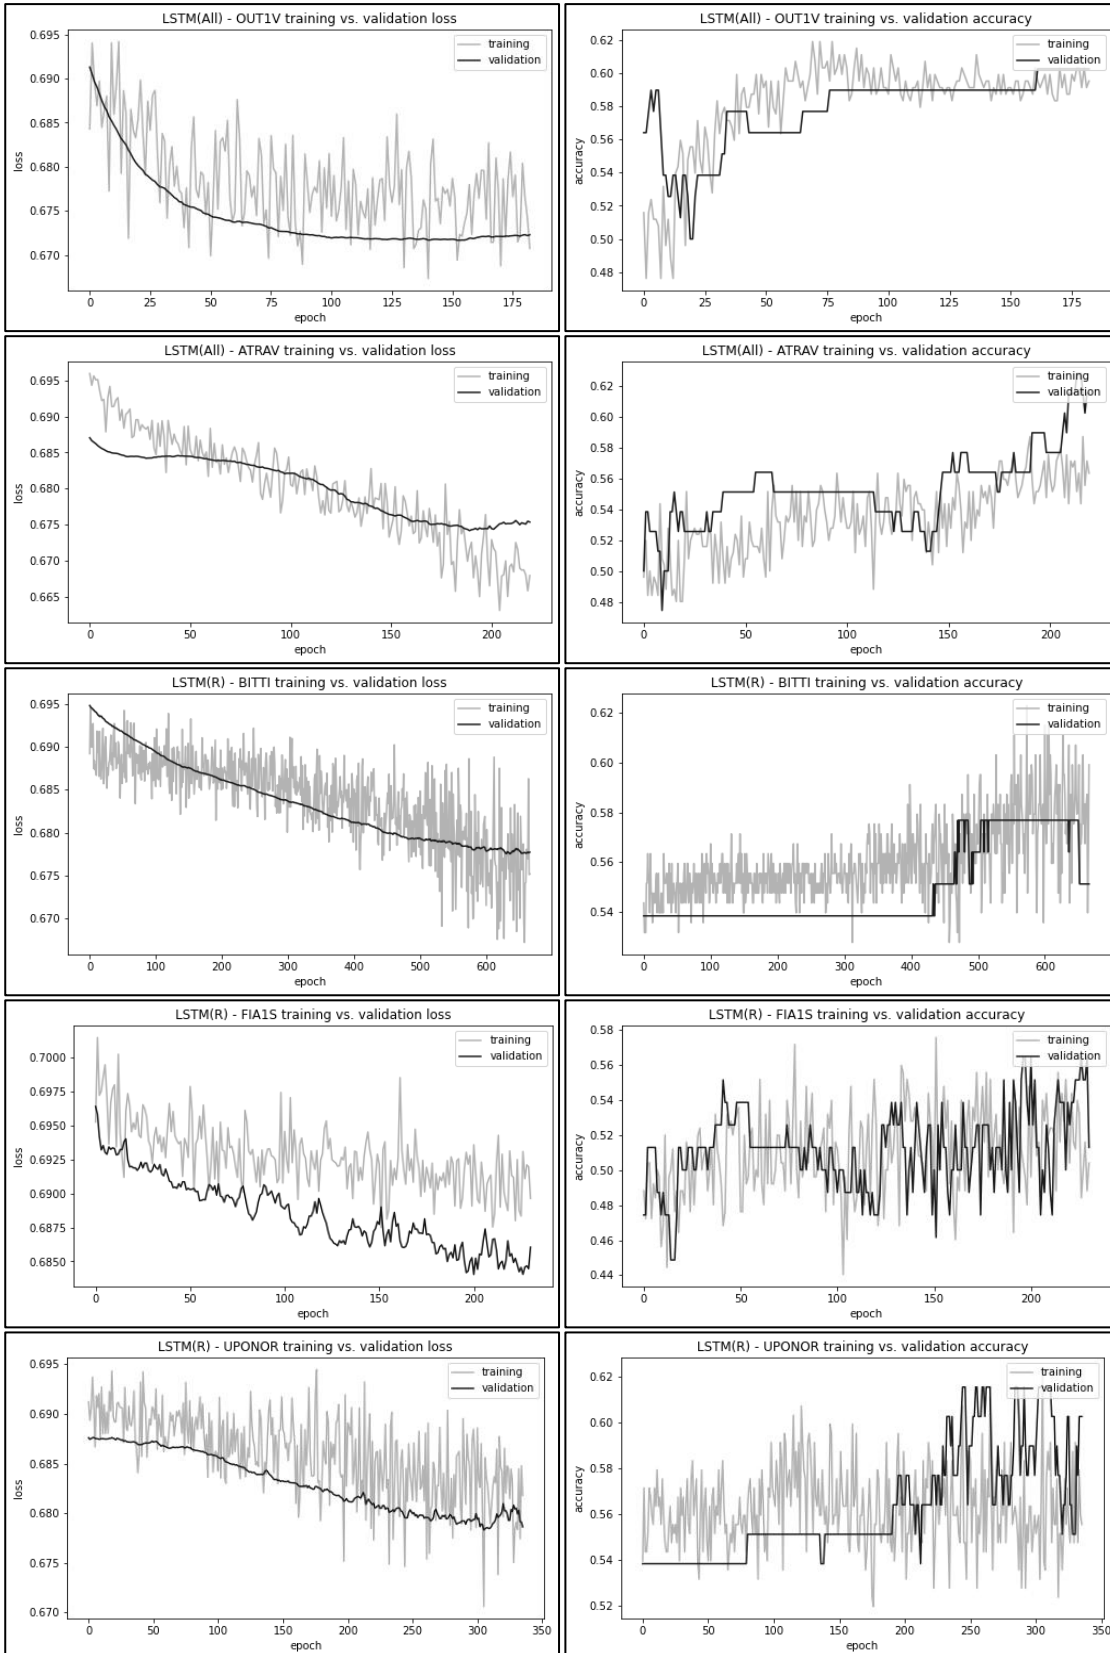 LSTM(All) - OUT1V training vs. validation loss
training
validation
0.695
0.690
0.685
0.680
0.675
0.670
loss
0 25 50 75 100 125 150 175
epoch
LSTM(All) - OUT1V training vs. validation accuracy
training
validation
0.62
0.60
0.58
0.56
0.54
0.52
0.50
0.48
accuracy
0 25 50 75 100 125 150 175
epoch
LSTM(All) - ATRAV training vs. validation loss
training
validation
0.695
0.690
0.685
0.680
0.675
0.670
0.665
loss
0 50 100 150 200
epoch
LSTM(All) - ATRAV training vs. validation accuracy
training
validation
0.62
0.60
0.58
0.56
0.54
0.52
0.50
0.48
accuracy
0 50 100 150 200
epoch
LSTM(R) - BITTI training vs. validation loss
training
validation
0.695
0.690
0.685
0.680
0.675
0.670
loss
0 100 200 300 400 500 600
epoch
LSTM(R) - BITTI training vs. validation accuracy
training
validation
0.62
0.60
0.58
0.56
0.54
accuracy
0 100 200 300 400 500 600
epoch
LSTM(R) - FIA1S training vs. validation loss
training
validation
0.7000
0.6975
0.6950
0.6925
0.6900
0.6875
0.6850
loss
0 50 100 150 200
epoch
LSTM(R) - FIA1S training vs. validation accuracy
training
validation
0.58
0.56
0.54
0.52
0.50
0.48
0.46
0.44
accuracy
0 50 100 150 200
epoch
LSTM(R) - UPONOR training vs. validation loss
training
validation
0.695
0.690
0.685
0.680
0.675
0.670
loss
0 50 100 150 200 250 300 350
epoch
LSTM(R) - UPONOR training vs. validation accuracy
training
validation
0.62
0.60
0.58
0.56
0.54
0.52
accuracy
0 50 100 150 200 250 300 350
epoch